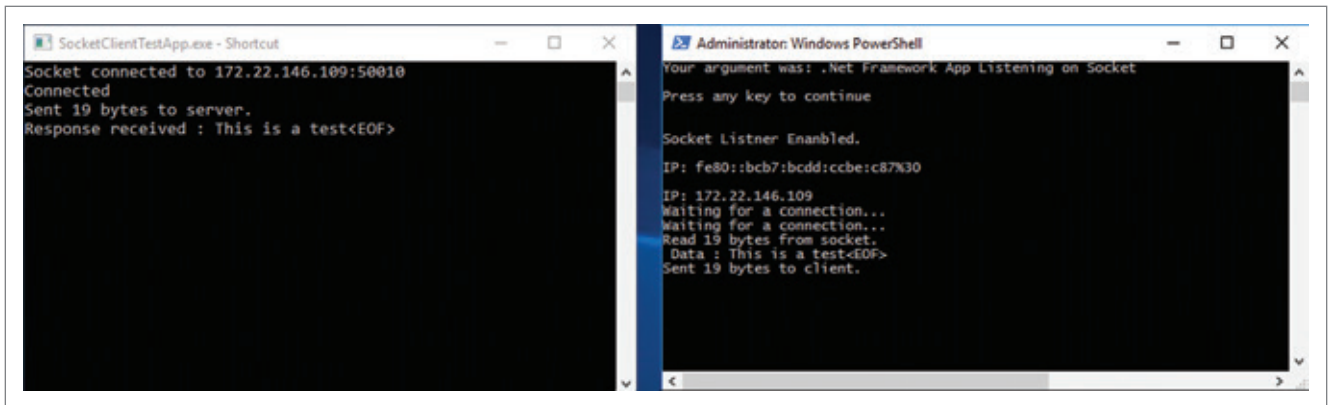 SocketClientTestApp.exe - Shortcut
Socket connected to 172.22.146.109:50010
Connected
Sent 19 bytes to server.
Response received : This is a test<EOF>
Administrator: Windows PowerShell
Your argument was: .Net Framework App Listening on Socket
Press any key to continue
Socket Listner Enanbled.
IP: fe80::bcb7:bcdd:ccbe:c87%30
IP: 172.22.146.109
Waiting for a connection...
Waiting for a connection...
Read 19 bytes from socket.
Data : This is a test<EOF>
Sent 19 bytes to client.